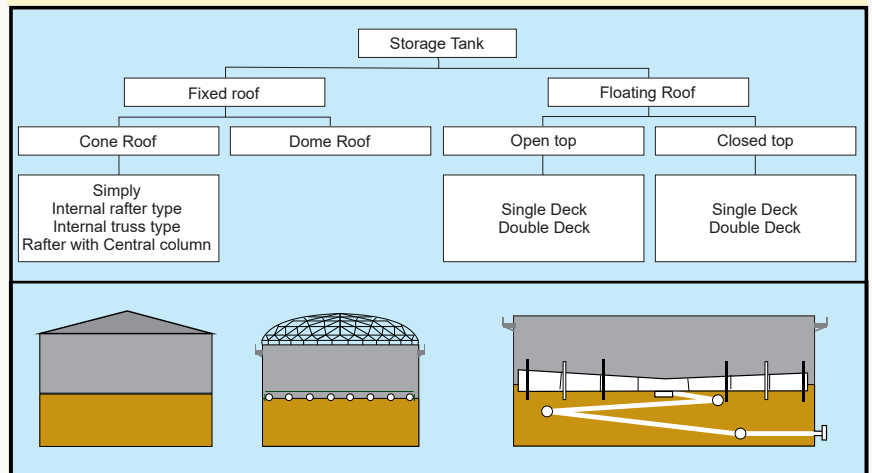 Storage Tank
Fixed roof
Floating Roof
Cone Roof
Dome Roof
Open top
Closed top
Simply
Internal rafter type
Internal truss type
Rafter with Central column
Single Deck
Double Deck
Single Deck
Double Deck